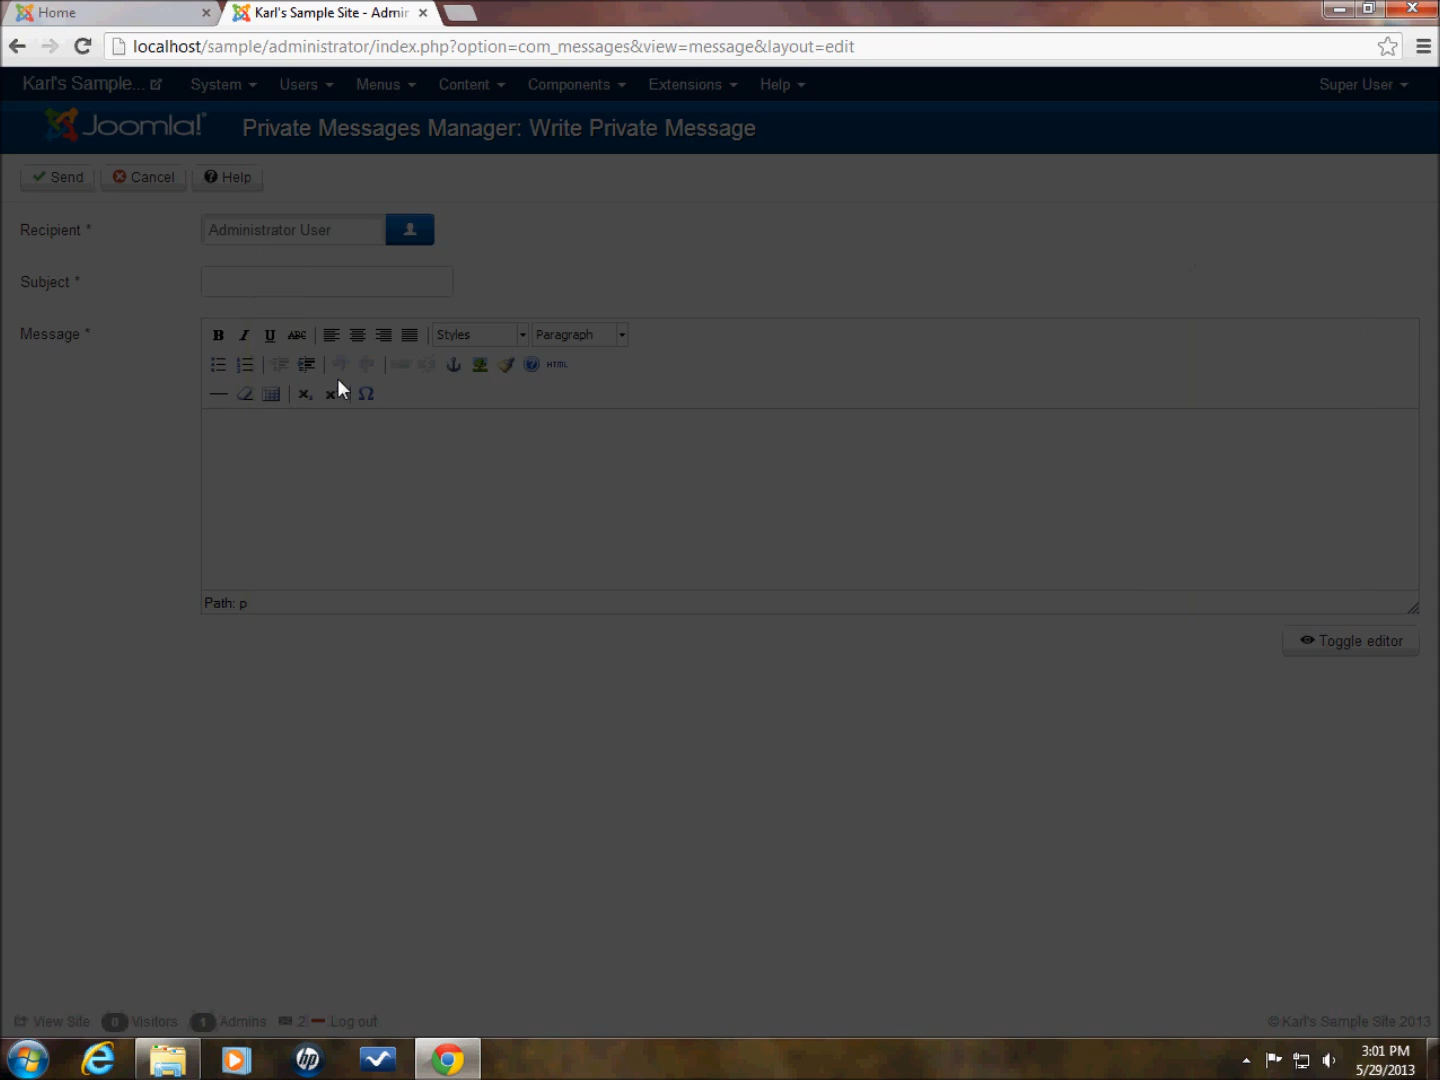 Home
Karl's Sample Site - Admir
localhost/sample/administrator/index.php?option=com_messages&view=message&layout=edit
Karl's Sample... System Users Menus Content Components Extensions Help Super User
Joomla! Private Messages Manager: Write Private Message
Send Cancel Help
Recipient * Administrator User
Subject *
Message * B I U ABC Styles Paragraph
HTML
Ω
Path: p
Toggle editor
View Site 0 Visitors 1 Admins 2 Log out © Karl's Sample Site 2013
hp
3:01 PM
5/29/2013